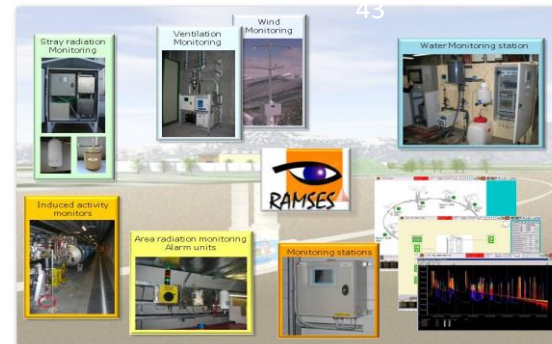 43
Stray radiation
Monitoring
Ventilation
Monitoring
Wind
Monitoring
Water Monitoring station
RAMSES
Induced activity
monitors
Area radiation monitoring
Alarm units
Monitoring stations